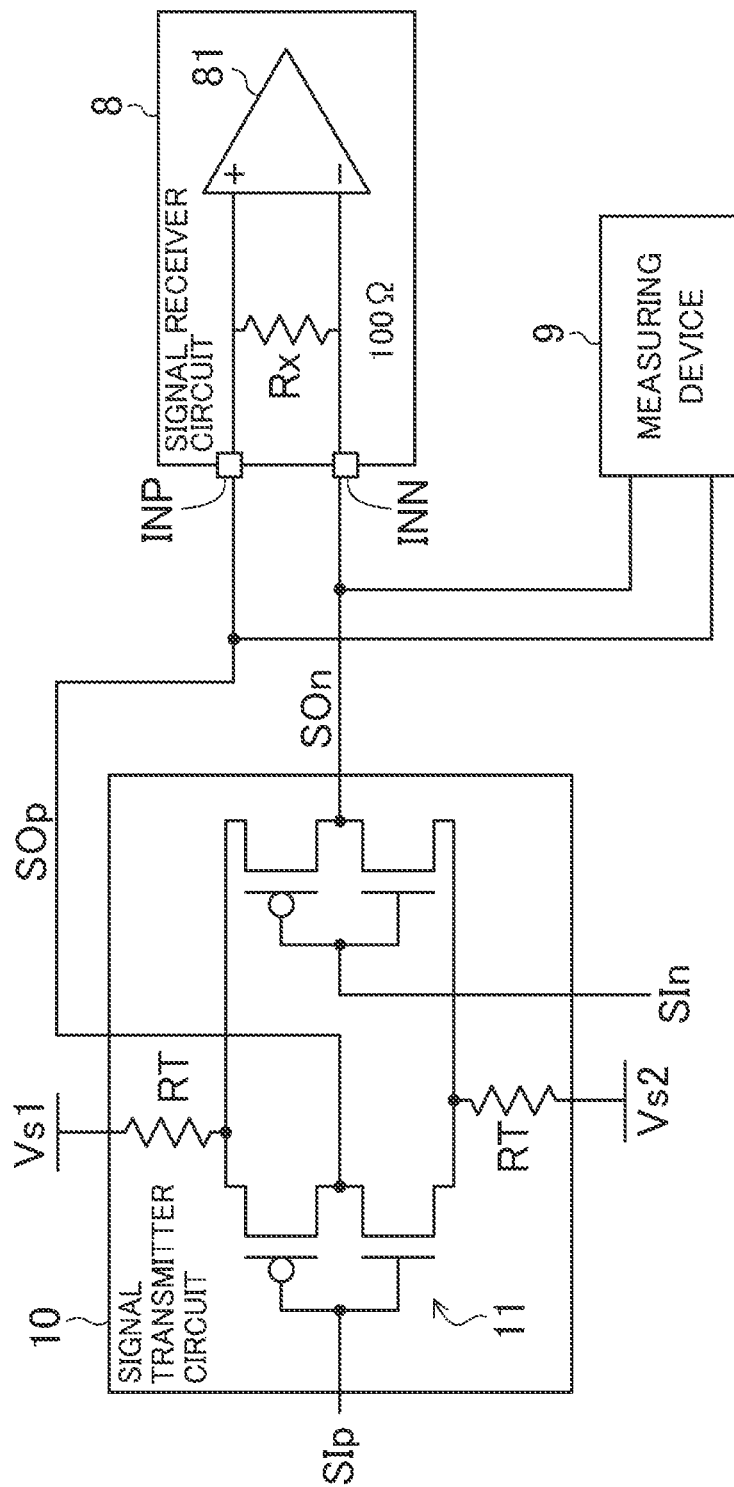 10
SIGNAL
TRANSMITTER
CIRCUIT
Vs1
RT
SOp
SIp
11
SIn
RT
Vs2
SOn
INP
INN
8
SIGNAL RECEIVER
CIRCUIT
81
+
−
Rx
100Ω
9
MEASURING
DEVICE